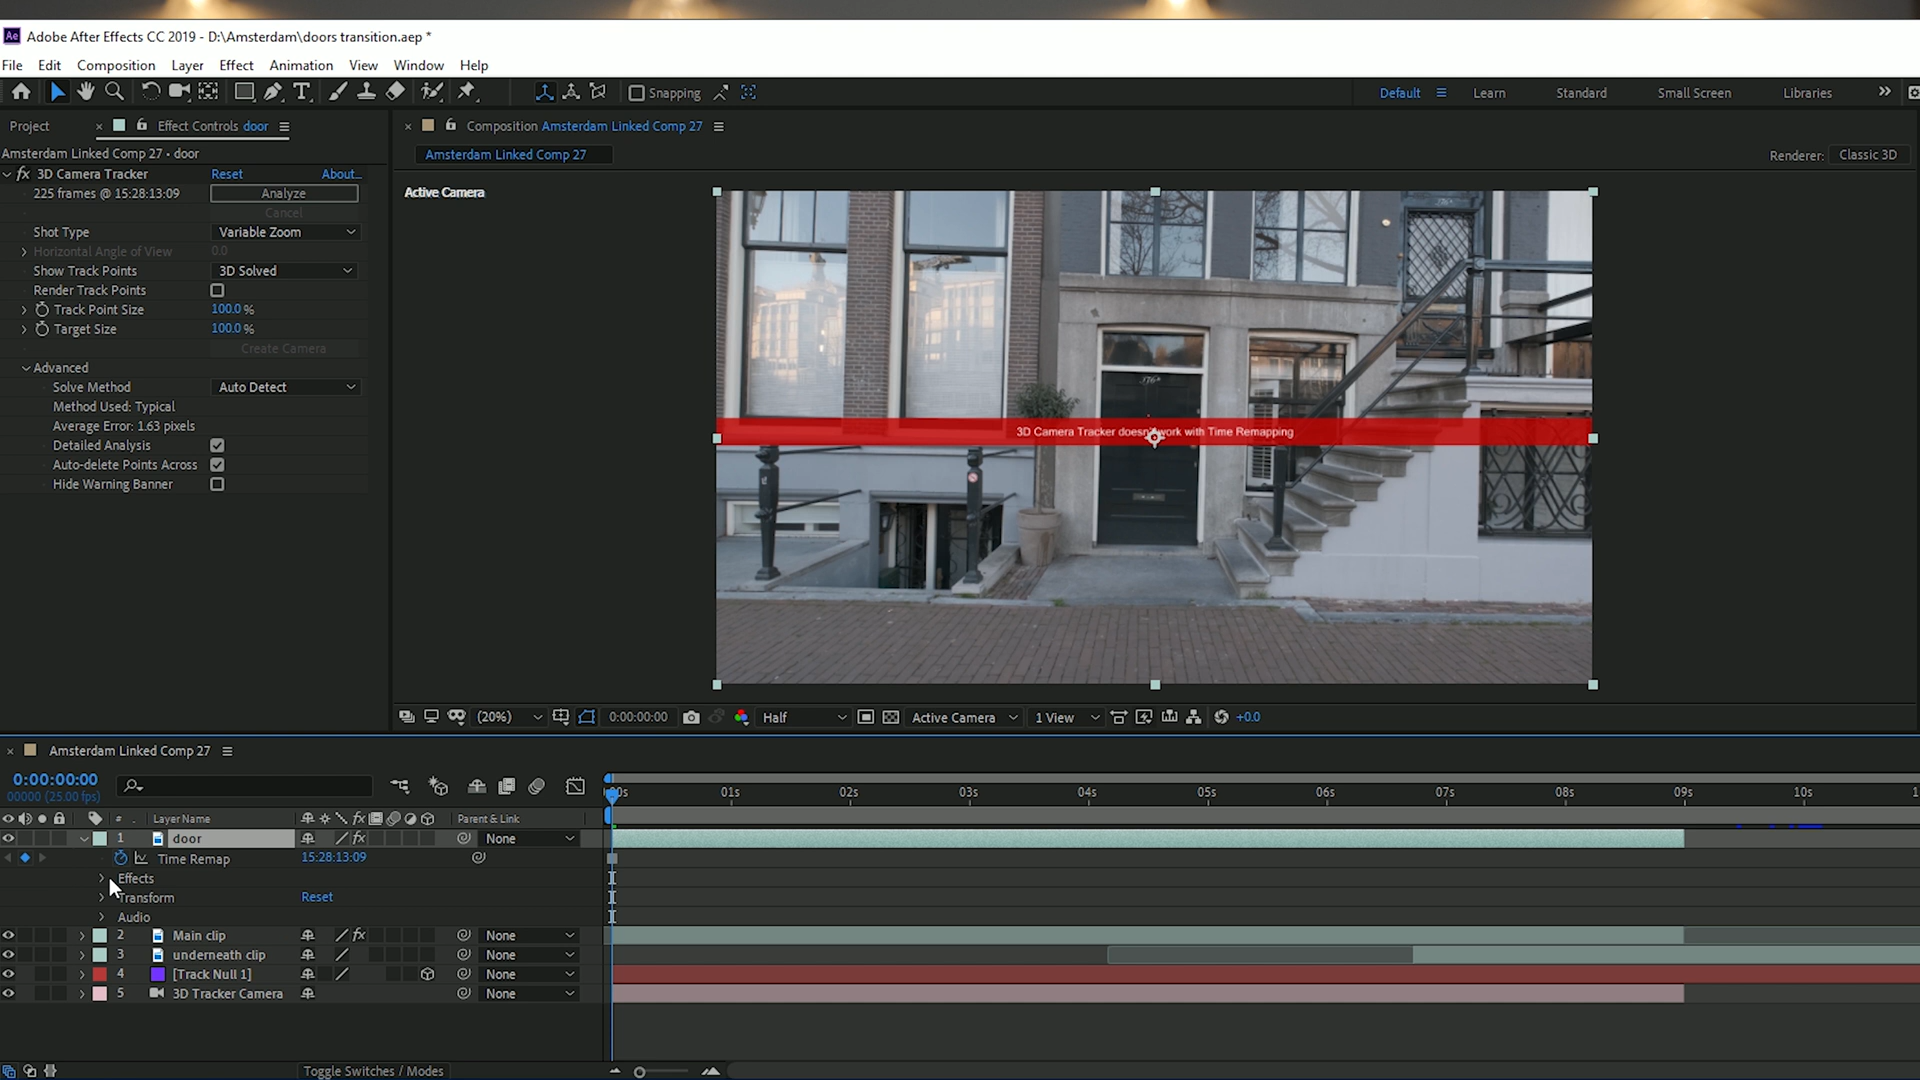 Adobe After Effects CC 2019 - D:\Amsterdam\doors transition.aep *
File Edit Composition Layer Effect Animation View Window Help
Snapping
Default Learn Standard Small Screen Libraries
Project
Effect Controls door
Composition Amsterdam Linked Comp 27
Amsterdam Linked Comp 27 • door
Amsterdam Linked Comp 27
Renderer: Classic 3D
fx 3D Camera Tracker Reset About...
225 frames @ 15:28:13:09 Analyze
Cancel
Shot Type Variable Zoom
Horizontal Angle of View 0.0
Show Track Points 3D Solved
Render Track Points
Track Point Size 100.0 %
Target Size 100.0 %
Create Camera
Advanced
Solve Method Auto Detect
Method Used: Typical
Average Error: 1.63 pixels
Detailed Analysis
Auto-delete Points Across
Hide Warning Banner
Active Camera
376
3D Camera Tracker doesn't work with Time Remapping
(20%) 0:00:00:00 Half Active Camera 1 View +0.0
Amsterdam Linked Comp 27
0:00:00:00
00000 (25.00 fps)
00s 01s 02s 03s 04s 05s 06s 07s 08s 09s 10s
# Layer Name fx Parent & Link
1 door fx None
Time Remap 15:28:13:09
Effects
Transform Reset
Audio
2 Main clip fx None
3 underneath clip None
4 [Track Null 1] None
5 3D Tracker Camera None
Toggle Switches / Modes